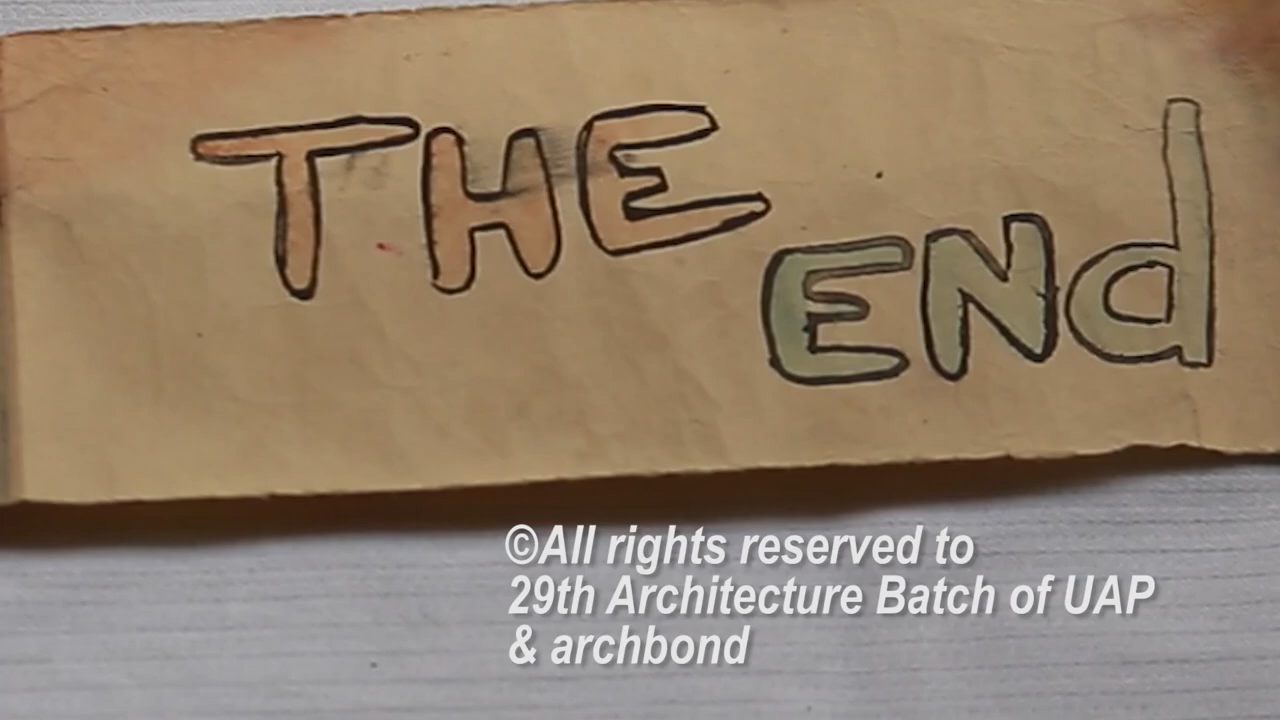 THE
ENd
©All rights reserved to
29th Architecture Batch of UAP
& archbond